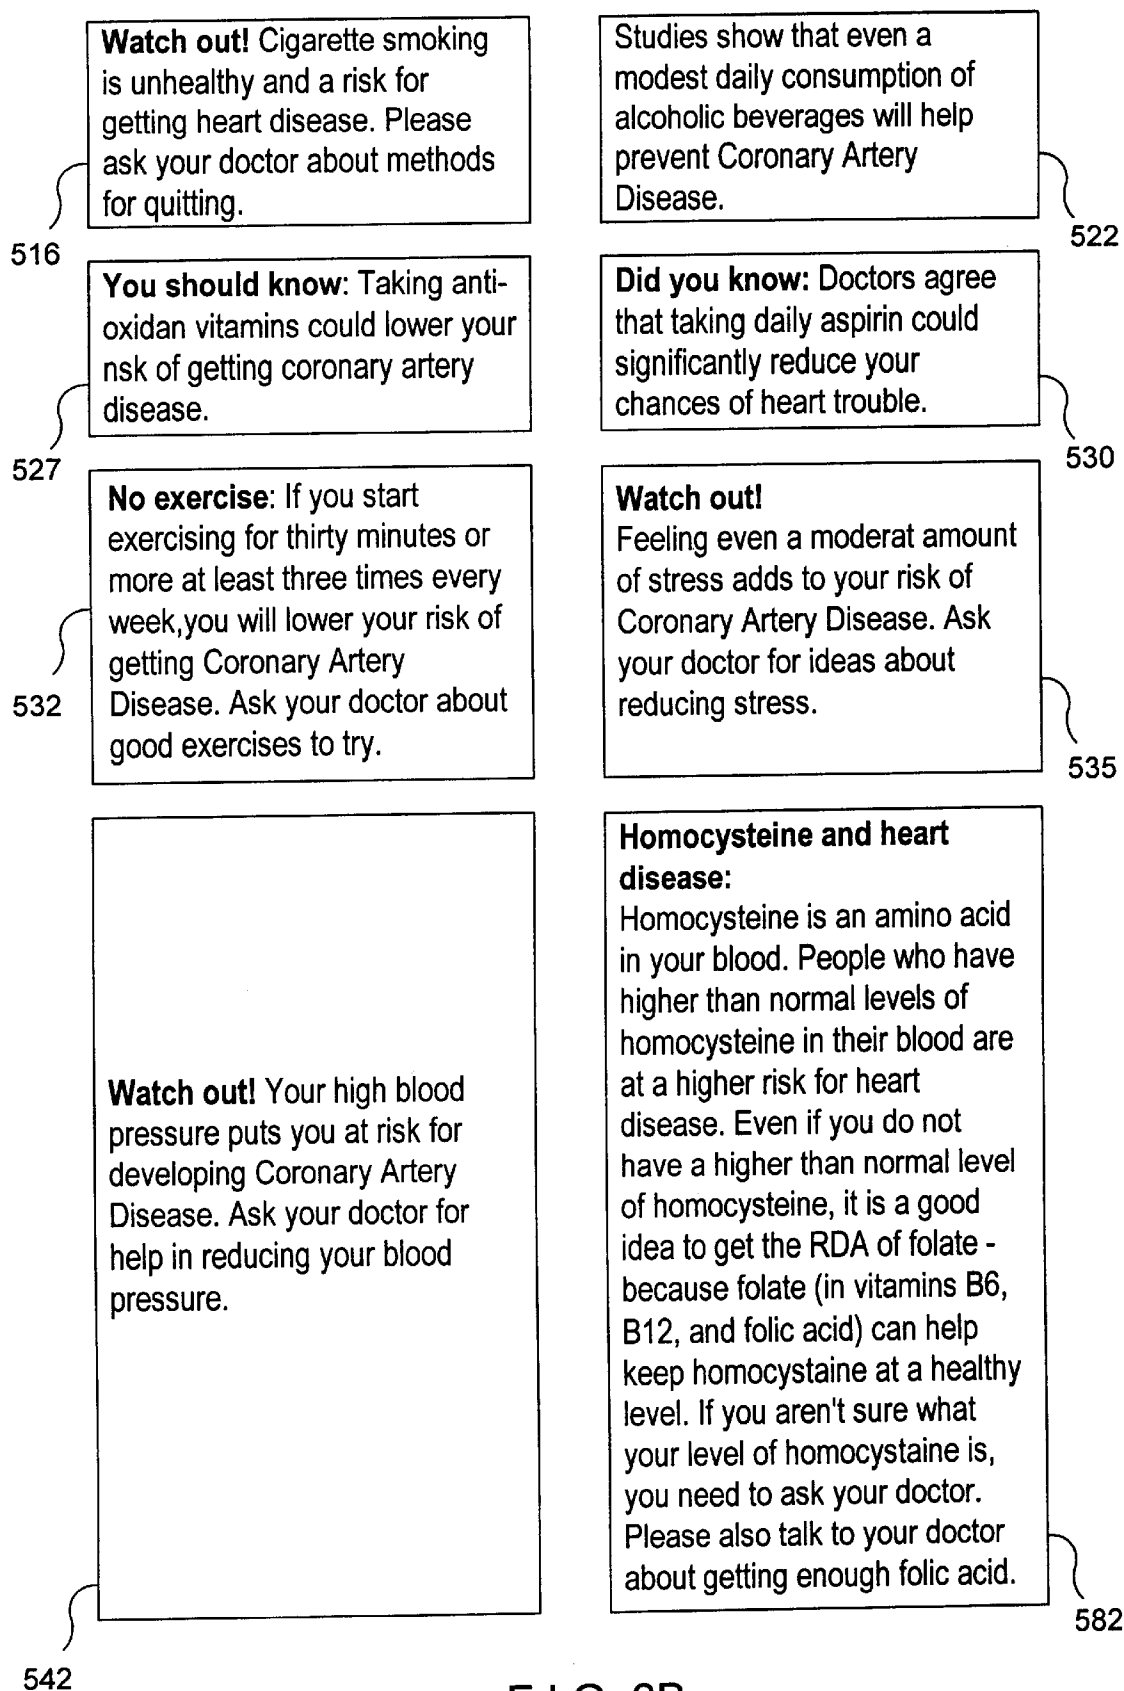 Watch out! Cigarette smoking
is unhealthy and a risk for
getting heart disease. Please
ask your doctor about methods
for quitting.
516
Studies show that even a
modest daily consumption of
alcoholic beverages will help
prevent Coronary Artery
Disease.
522
You should know: Taking anti-
oxidan vitamins could lower your
nsk of getting coronary artery
disease.
527
Did you know: Doctors agree
that taking daily aspirin could
significantly reduce your
chances of heart trouble.
530
No exercise: If you start
exercising for thirty minutes or
more at least three times every
week,you will lower your risk of
getting Coronary Artery
Disease. Ask your doctor about
good exercises to try.
532
Watch out!
Feeling even a moderat amount
of stress adds to your risk of
Coronary Artery Disease. Ask
your doctor for ideas about
reducing stress.
535
Watch out! Your high blood
pressure puts you at risk for
developing Coronary Artery
Disease. Ask your doctor for
help in reducing your blood
pressure.
542
Homocysteine and heart
disease:
Homocysteine is an amino acid
in your blood. People who have
higher than normal levels of
homocysteine in their blood are
at a higher risk for heart
disease. Even if you do not
have a higher than normal level
of homocysteine, it is a good
idea to get the RDA of folate -
because folate (in vitamins B6,
B12, and folic acid) can help
keep homocystaine at a healthy
level. If you aren't sure what
your level of homocystaine is,
you need to ask your doctor.
Please also talk to your doctor
about getting enough folic acid.
582